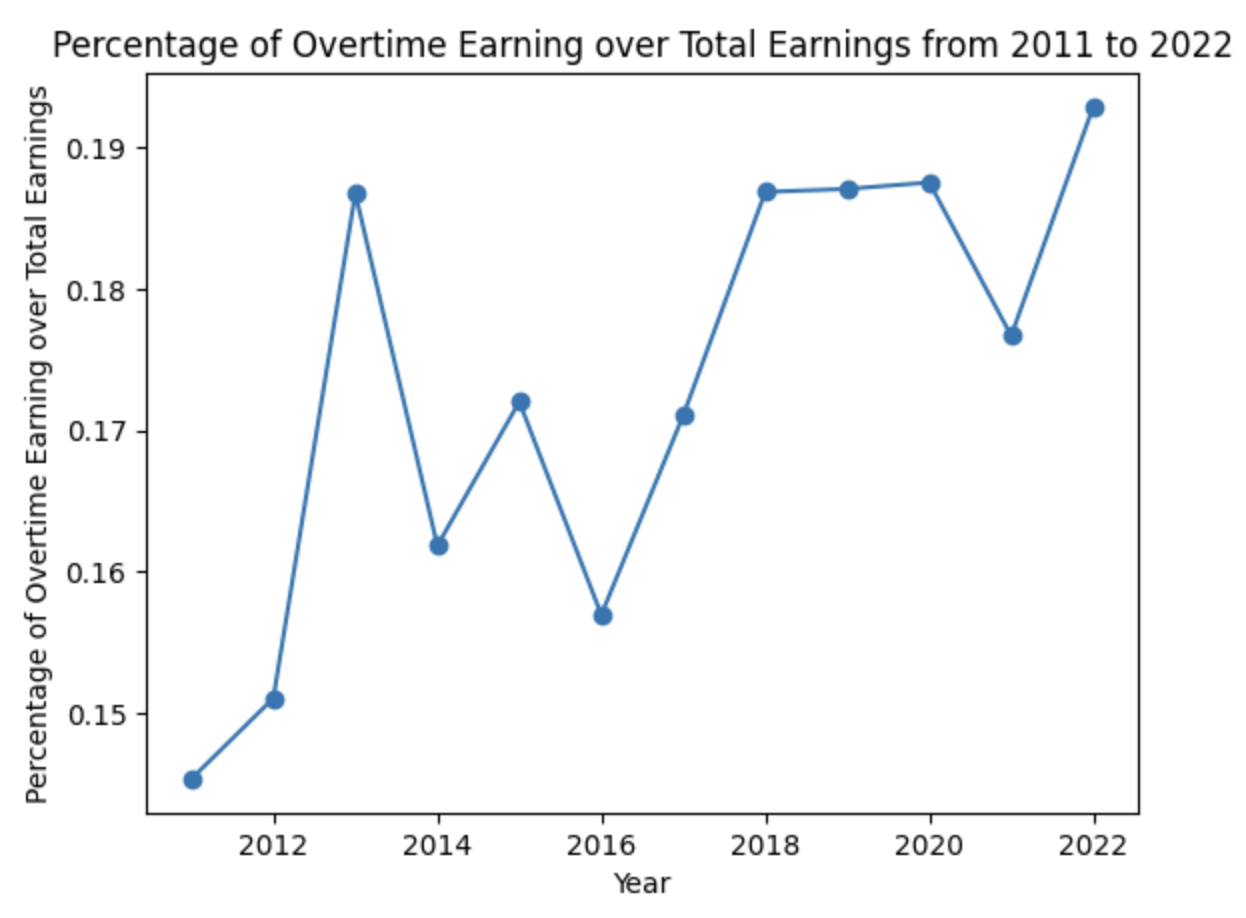 Percentage of Overtime Earning over Total Earnings from 2011 to 2022
Percentage of Overtime Earning over Total Earnings
0.19
0.18
0.17
0.16
0.15
2012 2014 2016 2018 2020 2022
Year